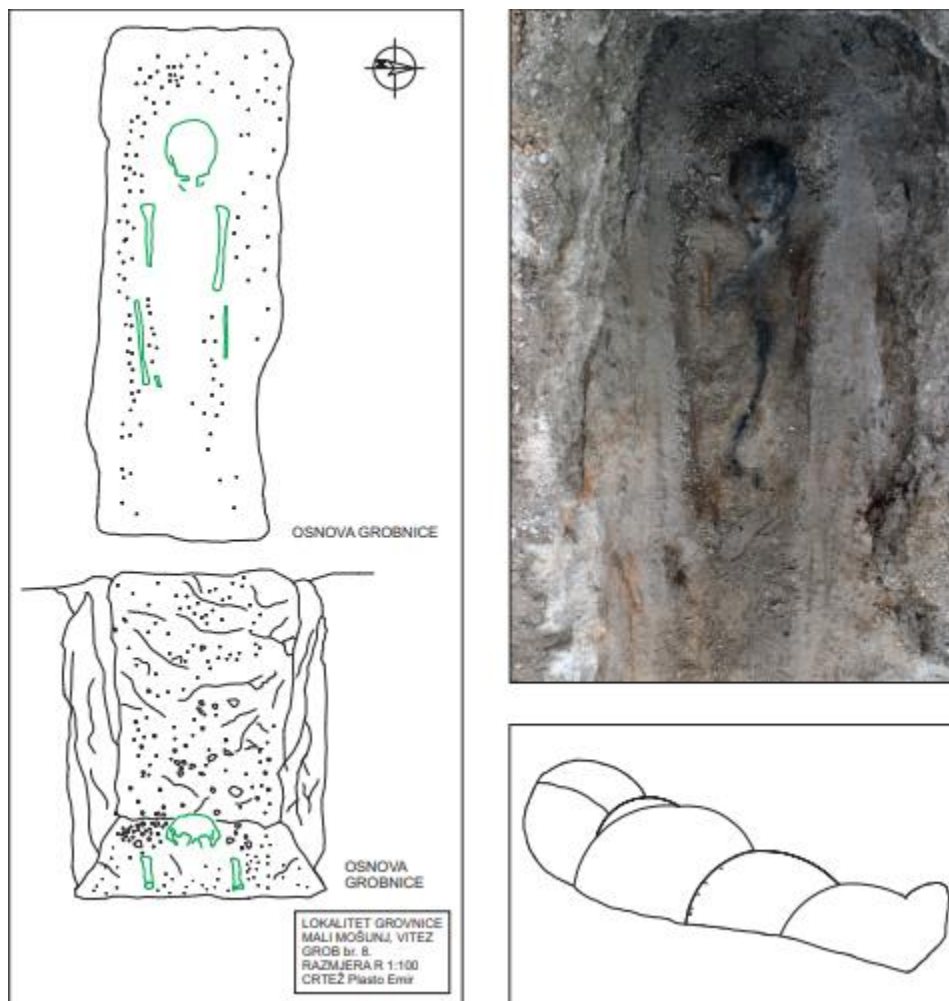 OSNOVA GROBNICE
OSNOVA
GROBNICE
LOKALITET GROVNICE
MALI MOŠUNJ, VITEZ
GROB br. 8.
RAZMJERA R 1:100
CRTEŽ Plasto Emir